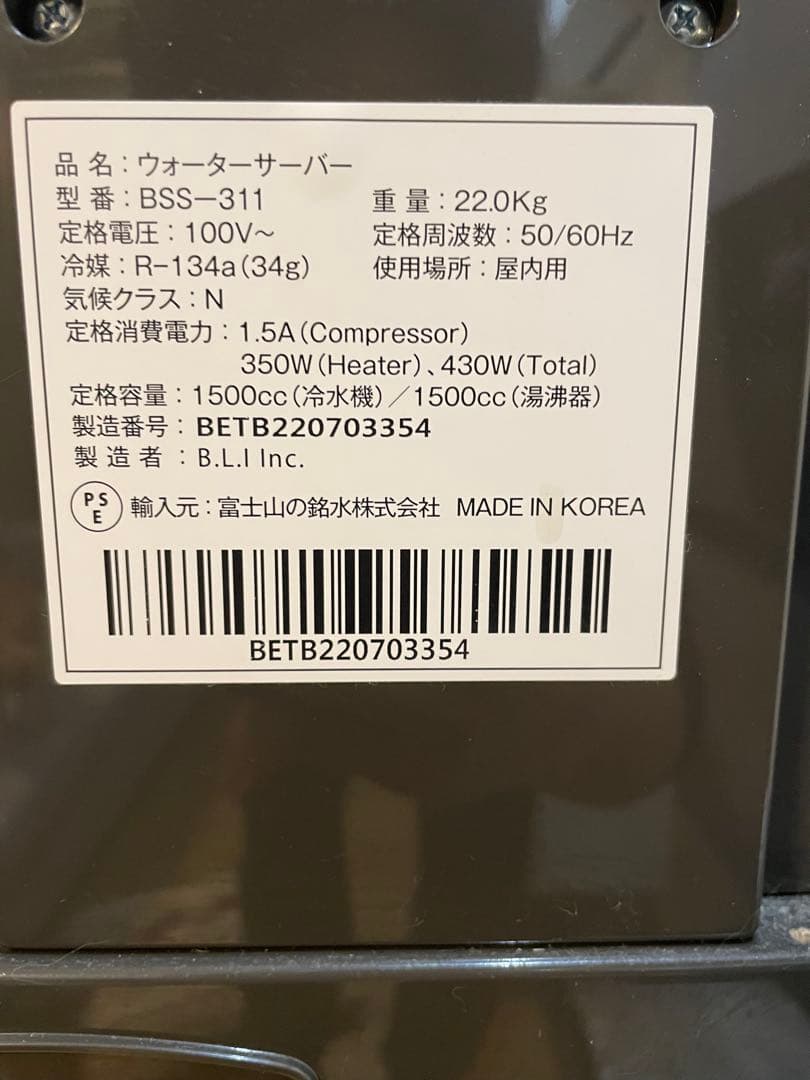 品 名：ウォーターサーバー
型 番：BSS-311 重 量：22.0Kg
定格電圧：100V〜 定格周波数：50/60Hz
冷媒：R-134a(34g) 使用場所：屋内用
気候クラス：N
定格消費電力：1.5A(Compressor)
350W(Heater)、430W(Total)
定格容量：1500cc(冷水機)／1500cc(湯沸器)
製造番号：BETB220703354
製 造 者 ：B.L.I Inc.
PSE 輸入元：富士山の銘水株式会社 MADE IN KOREA
BETB220703354